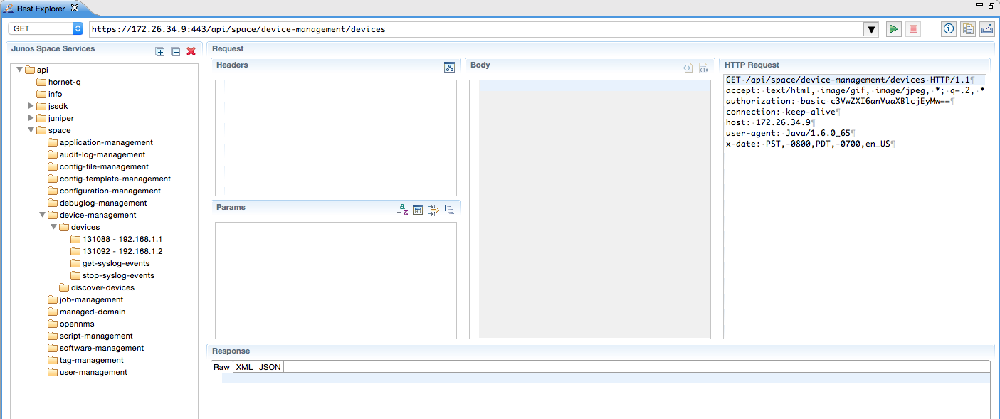 Rest Explorer
GET
https://172.26.34.9:443/api/space/device-management/devices
Junos Space Services
api
hornet-q
info
jssdk
juniper
space
application-management
audit-log-management
config-file-management
config-template-management
configuration-management
debuglog-management
device-management
devices
131088 - 192.168.1.1
131092 - 192.168.1.2
get-syslog-events
stop-syslog-events
discover-devices
job-management
managed-domain
opennms
script-management
software-management
tag-management
user-management
Request
Headers
Params
Body
010
HTTP Request
GET /api/space/device-management/devices HTTP/1.1¶
accept: text/html, image/gif, image/jpeg, *; q=.2, *
authorization: basic c3VwZXI6anVuaXBlcjEyMw==¶
connection: keep-alive¶
host: 172.26.34.9¶
user-agent: Java/1.6.0_65¶
x-date: PST,-0800,PDT,-0700,en_US¶
Response
Raw XML JSON